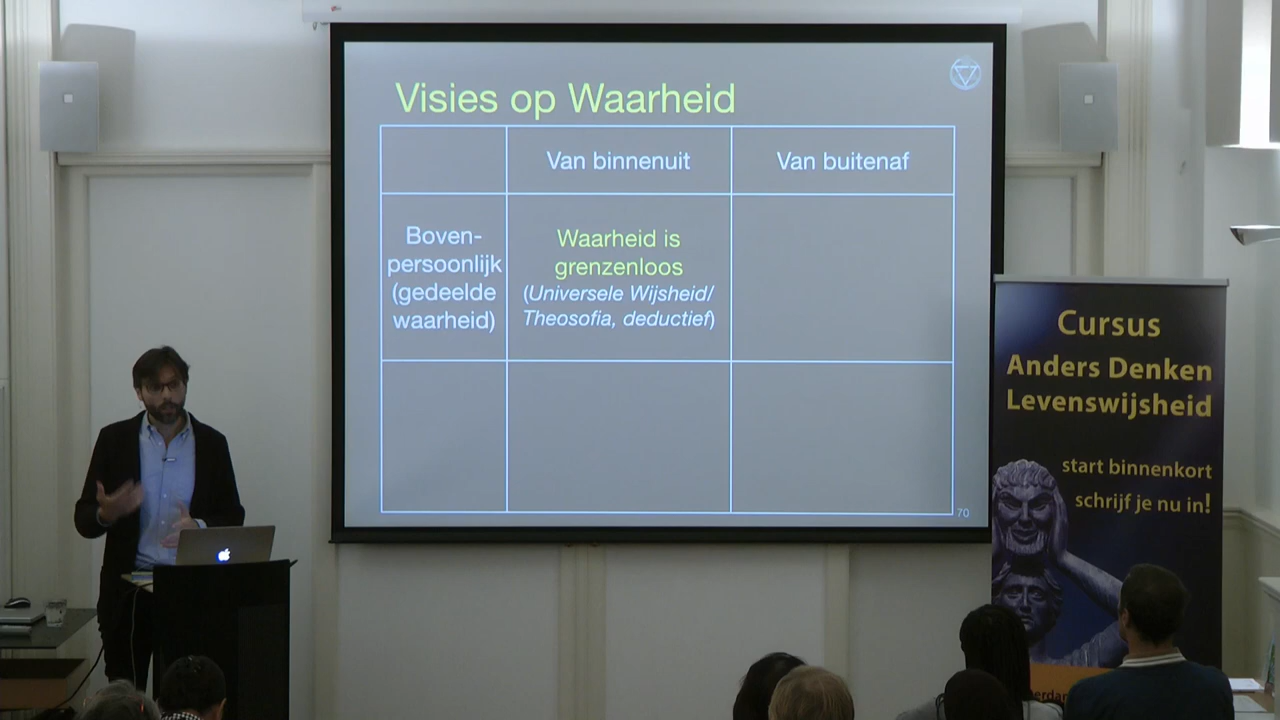 Visies op Waarheid
Van binnenuit
Van buitenaf
Boven-
persoonlijk
(gedeelde
waarheid)
Waarheid is
grenzenloos
(Universele Wijsheid/
Theosofia, deductief)
70
Cursus
Anders Denken
Levenswijsheid
start binnenkort
schrijf je nu in!